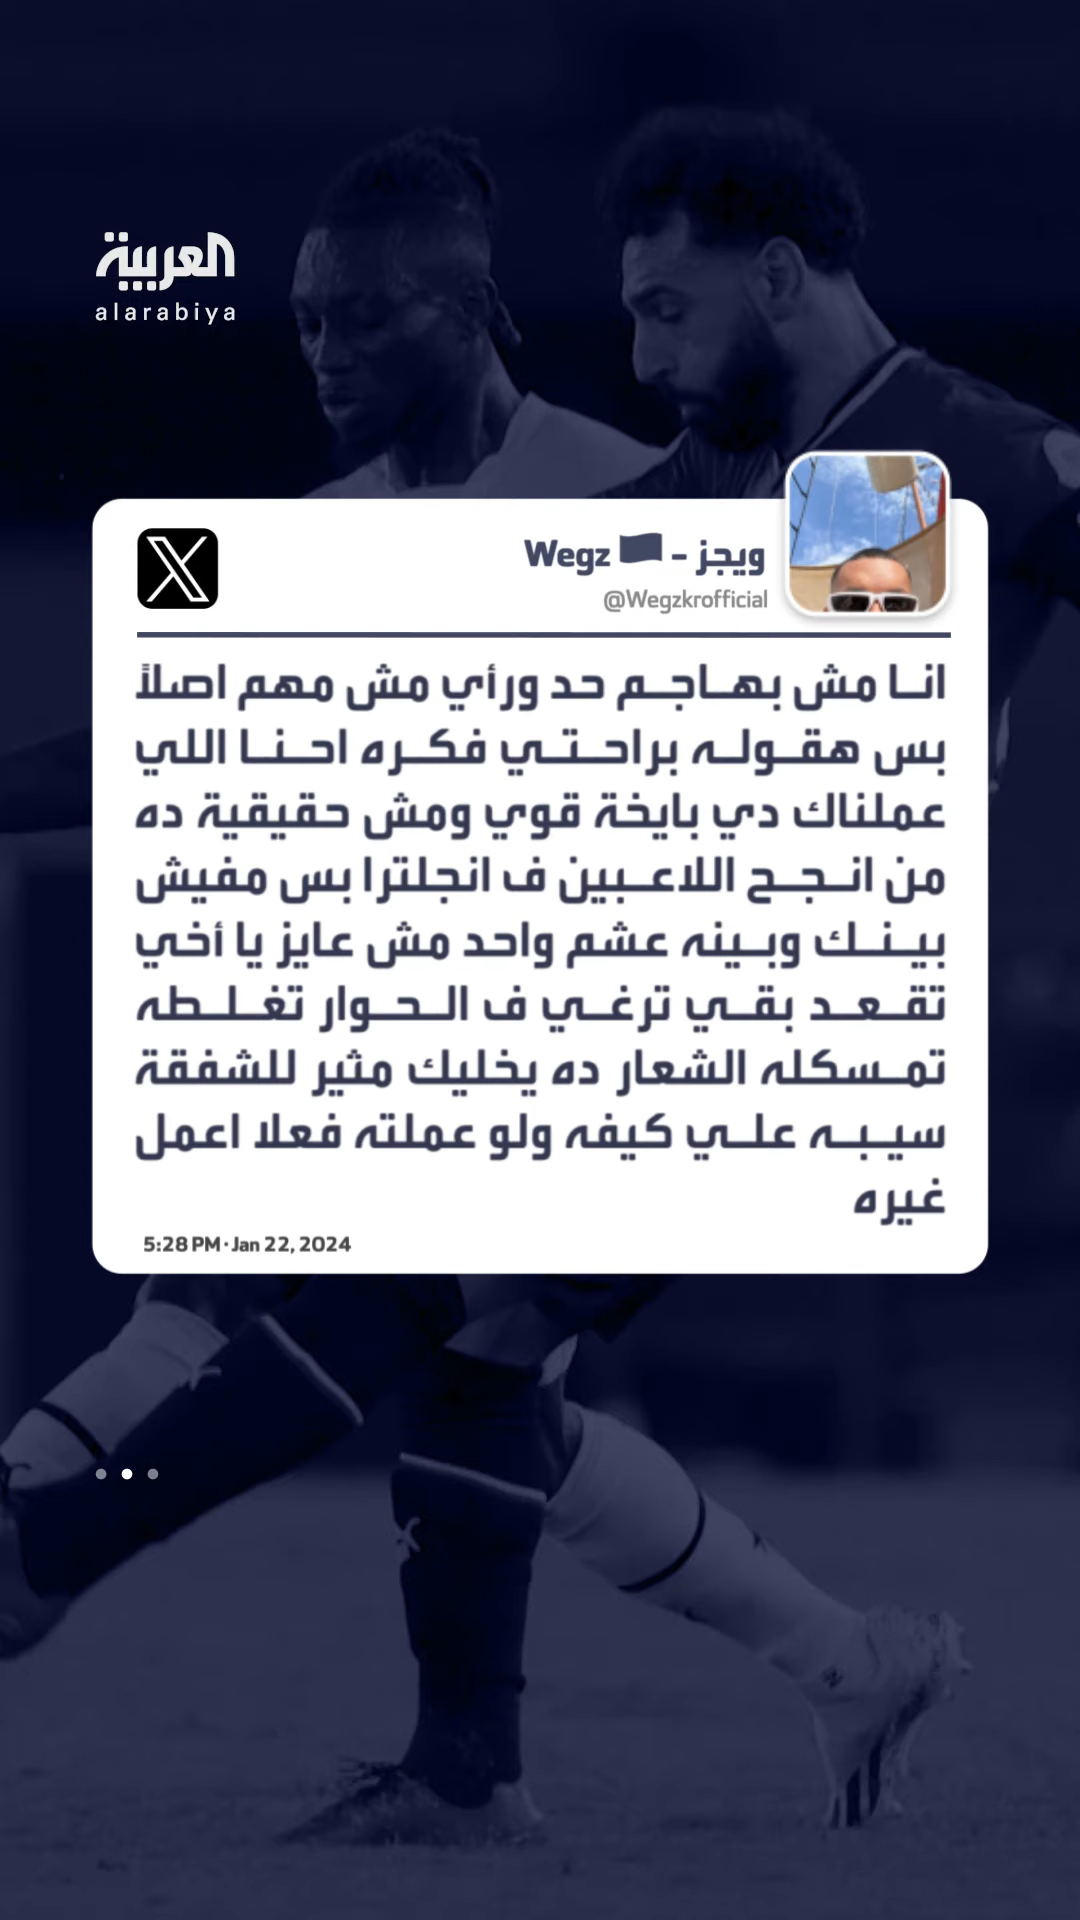 العربية
alarabiya
ويجز - Wegz
@Wegzkrofficial
انا مش بهاجم حد ورأي مش مهم اصلاً
بس هقوله براحتي فكره احنا اللي
عملناك دي بايخة قوي ومش حقيقية ده
من انجح اللاعبين ف انجلترا بس مفيش
بينك وبينه عشم واحد مش عايز يا أخي
تقعد بقي ترغي ف الحوار تغلطه
تمسكله الشعار ده يخليك مثير للشفقة
سيبه علي كيفه ولو عملته فعلا اعمل
غيره
5:28 PM · Jan 22, 2024